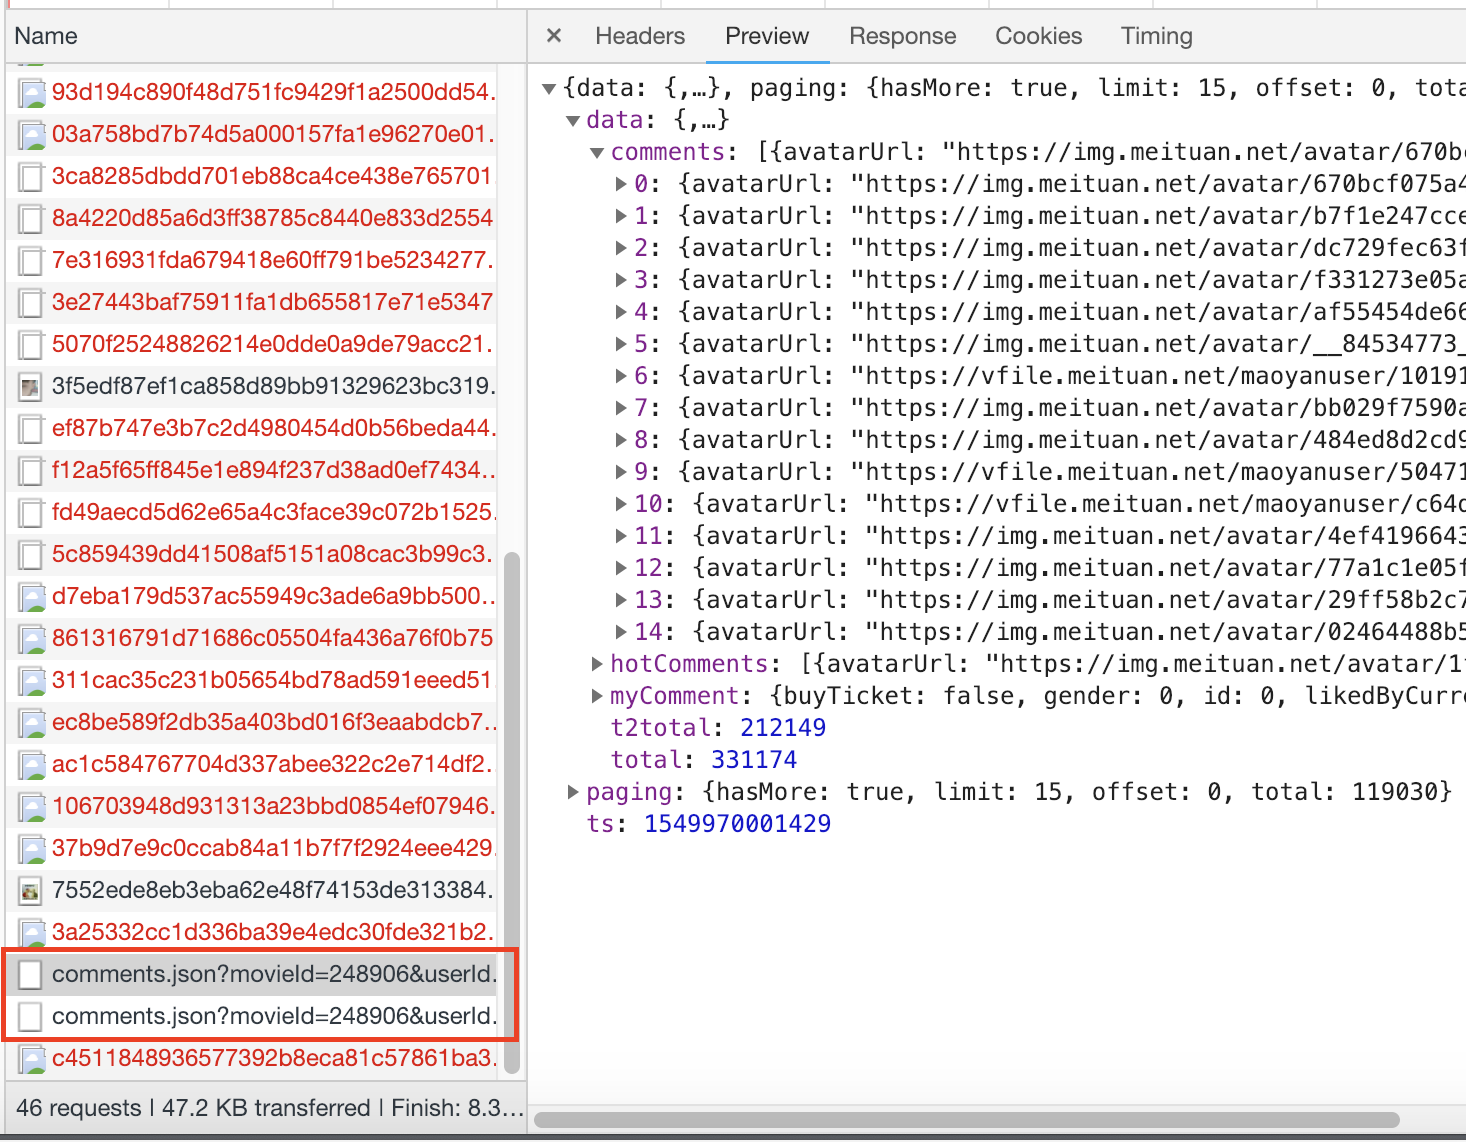 Name
93d194c890f48d751fc9429f1a2500dd54.
03a758bd7b74d5a000157fa1e96270e01.
3ca8285dbdd701eb88ca4ce438e765701
8a4220d85a6d3ff38785c8440e833d2554
7e316931fda679418e60ff791be5234277.
3e27443baf75911fa1db655817e71e5347
5070f25248826214e0dde0a9de79acc21.
3f5edf87ef1ca858d89bb91329623bc319.
ef87b747e3b7c2d4980454d0b56beda44.
f12a5f65ff845e1e894f237d38ad0ef7434..
fd49aecd5d62e65a4c3face39c072b1525.
5c859439dd41508af5151a08cac3b99c3.
d7eba179d537ac55949c3ade6a9bb500..
861316791d71686c05504fa436a76f0b75
311cac35c231b05654bd78ad591eeed51
ec8be589f2db35a403bd016f3eaabdcb7..
ac1c584767704d337abee322c2e714df2.
106703948d931313a23bbd0854ef07946.
37b9d7e9c0ccab84a11b7f7f2924eee429.
7552ede8eb3eba62e48f74153de313384.
3a25332cc1d336ba39e4edc30fde321b2.
comments.json?movieId=248906&userId.
comments.json?movieId=248906&userId.
c4511848936577392b8eca81c57861ba3.
46 requests | 47.2 KB transferred | Finish: 8.3…
× Headers Preview Response Cookies Timing
{data: {,…}, paging: {hasMore: true, limit: 15, offset: 0, tota
data: {,…}
comments: [{avatarUrl: "https://img.meituan.net/avatar/670bc
0: {avatarUrl: "https://img.meituan.net/avatar/670bcf075a4
1: {avatarUrl: "https://img.meituan.net/avatar/b7f1e247cce
2: {avatarUrl: "https://img.meituan.net/avatar/dc729fec63f
3: {avatarUrl: "https://img.meituan.net/avatar/f331273e05a
4: {avatarUrl: "https://img.meituan.net/avatar/af55454de66
5: {avatarUrl: "https://img.meituan.net/avatar/__84534773_
6: {avatarUrl: "https://vfile.meituan.net/maoyanuser/10191
7: {avatarUrl: "https://img.meituan.net/avatar/bb029f7590a
8: {avatarUrl: "https://img.meituan.net/avatar/484ed8d2cd9
9: {avatarUrl: "https://vfile.meituan.net/maoyanuser/50471
10: {avatarUrl: "https://vfile.meituan.net/maoyanuser/c64d
11: {avatarUrl: "https://img.meituan.net/avatar/4ef4196643
12: {avatarUrl: "https://img.meituan.net/avatar/77a1c1e05f
13: {avatarUrl: "https://img.meituan.net/avatar/29ff58b2c7
14: {avatarUrl: "https://img.meituan.net/avatar/02464488b5
hotComments: [{avatarUrl: "https://img.meituan.net/avatar/1
myComment: {buyTicket: false, gender: 0, id: 0, likedByCurre
t2total: 212149
total: 331174
paging: {hasMore: true, limit: 15, offset: 0, total: 119030}
ts: 1549970001429